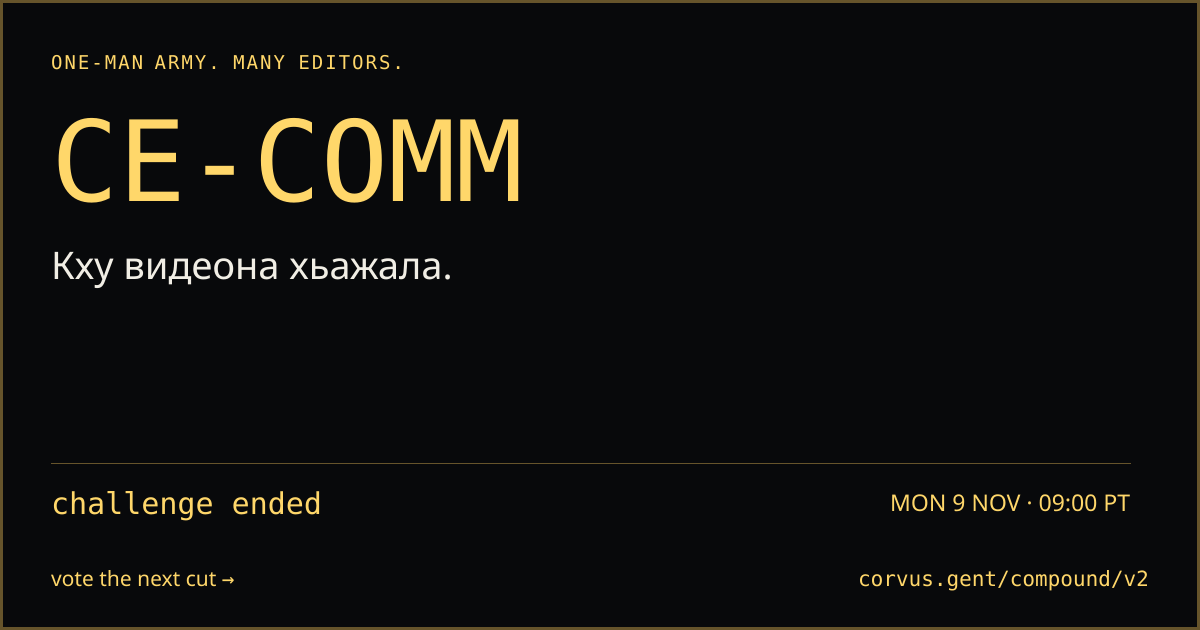 ONE-MAN ARMY. MANY EDITORS.
CE-COMM
Кху видеона хьажала.
challenge ended
MON 9 NOV · 09:00 PT
vote the next cut →
corvus.gent/compound/v2